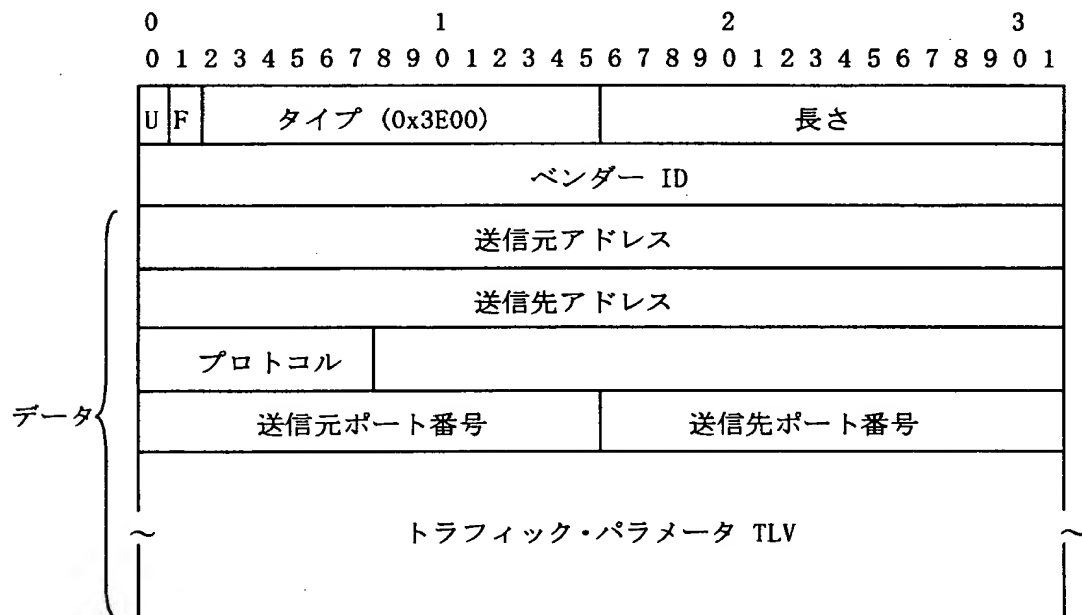 0 1 2 3
0 1 2 3 4 5 6 7 8 9 0 1 2 3 4 5 6 7 8 9 0 1 2 3 4 5 6 7 8 9 0 1
U F タイプ (0x3E00) 長さ
ベンダー ID
送信元アドレス
送信先アドレス
プロトコル
データ 送信元ポート番号 送信先ポート番号
~ トラフィック・パラメータ TLV ~